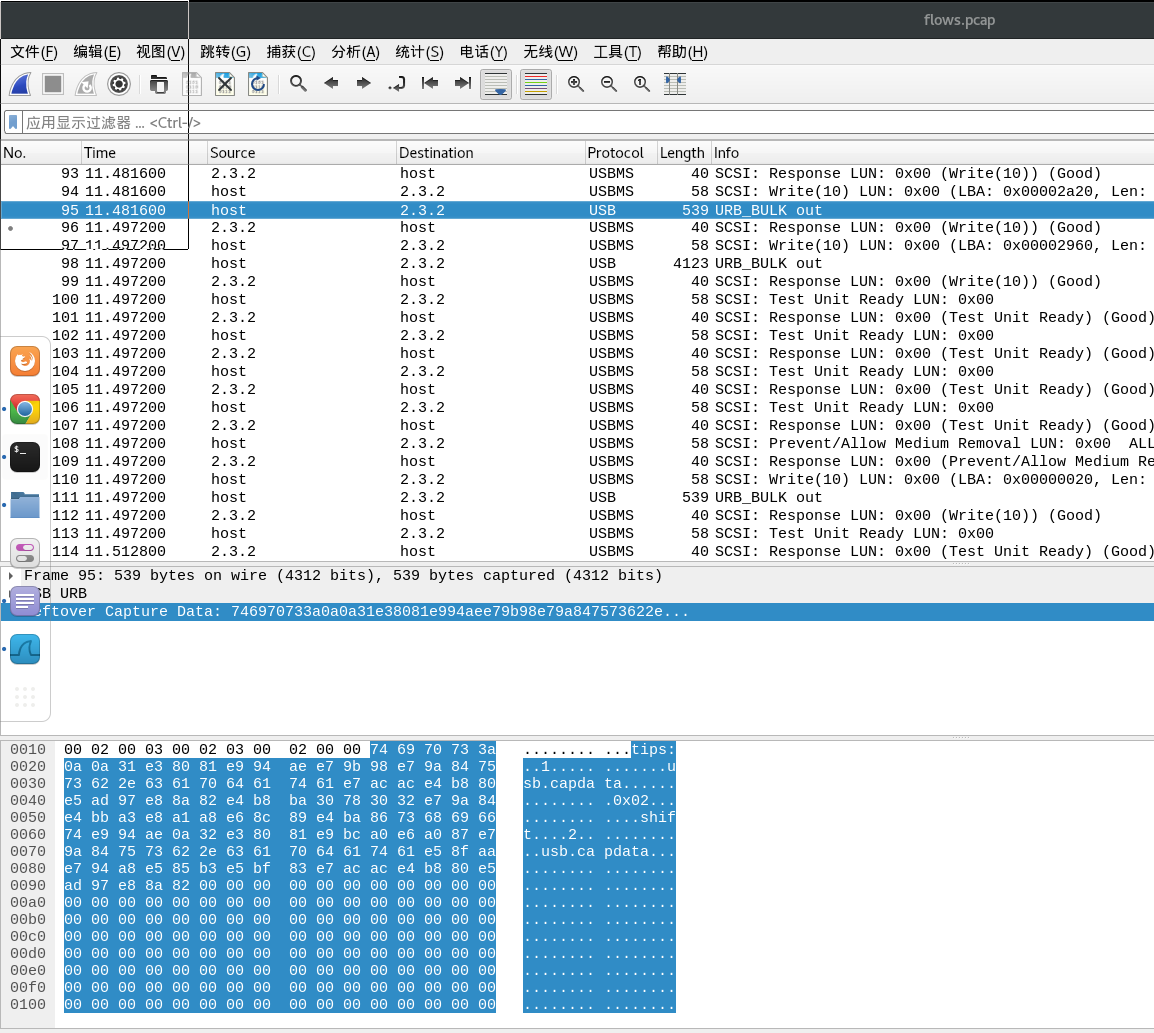 flows.pcap
文件(F) 编辑(E) 视图(V) 跳转(G) 捕获(C) 分析(A) 统计(S) 电话(Y) 无线(W) 工具(T) 帮助(H)
应用显示过滤器 … <Ctrl-/>
No. Time Source Destination Protocol Length Info
93 11.481600 2.3.2 host USBMS 40 SCSI: Response LUN: 0x00 (Write(10)) (Good)
94 11.481600 host 2.3.2 USBMS 58 SCSI: Write(10) LUN: 0x00 (LBA: 0x00002a20, Len:
95 11.481600 host 2.3.2 USB 539 URB_BULK out
96 11.497200 2.3.2 host USBMS 40 SCSI: Response LUN: 0x00 (Write(10)) (Good)
97 11.497200 host 2.3.2 USBMS 58 SCSI: Write(10) LUN: 0x00 (LBA: 0x00002960, Len:
98 11.497200 host 2.3.2 USB 4123 URB_BULK out
99 11.497200 2.3.2 host USBMS 40 SCSI: Response LUN: 0x00 (Write(10)) (Good)
100 11.497200 host 2.3.2 USBMS 58 SCSI: Test Unit Ready LUN: 0x00
101 11.497200 2.3.2 host USBMS 40 SCSI: Response LUN: 0x00 (Test Unit Ready) (Good)
102 11.497200 host 2.3.2 USBMS 58 SCSI: Test Unit Ready LUN: 0x00
103 11.497200 2.3.2 host USBMS 40 SCSI: Response LUN: 0x00 (Test Unit Ready) (Good)
104 11.497200 host 2.3.2 USBMS 58 SCSI: Test Unit Ready LUN: 0x00
105 11.497200 2.3.2 host USBMS 40 SCSI: Response LUN: 0x00 (Test Unit Ready) (Good)
106 11.497200 host 2.3.2 USBMS 58 SCSI: Test Unit Ready LUN: 0x00
107 11.497200 2.3.2 host USBMS 40 SCSI: Response LUN: 0x00 (Test Unit Ready) (Good)
108 11.497200 host 2.3.2 USBMS 58 SCSI: Prevent/Allow Medium Removal LUN: 0x00 ALL
109 11.497200 2.3.2 host USBMS 40 SCSI: Response LUN: 0x00 (Prevent/Allow Medium Re
110 11.497200 host 2.3.2 USBMS 58 SCSI: Write(10) LUN: 0x00 (LBA: 0x00000020, Len:
111 11.497200 host 2.3.2 USB 539 URB_BULK out
112 11.497200 2.3.2 host USBMS 40 SCSI: Response LUN: 0x00 (Write(10)) (Good)
113 11.497200 host 2.3.2 USBMS 58 SCSI: Test Unit Ready LUN: 0x00
114 11.512800 2.3.2 host USBMS 40 SCSI: Response LUN: 0x00 (Test Unit Ready) (Good)
Frame 95: 539 bytes on wire (4312 bits), 539 bytes captured (4312 bits)
URB
Capture Data: 746970733a0a0a31e38081e994aee79b98e79a847573622e...
0010 00 02 00 03 00 02 03 00 02 00 00 74 69 70 73 3a ........ ...tips:
0020 0a 0a 31 e3 80 81 e9 94 ae e7 9b 98 e7 9a 84 75 ..1..... .......u
0030 73 62 2e 63 61 70 64 61 74 61 e7 ac ac e4 b8 80 sb.capda ta......
0040 e5 ad 97 e8 8a 82 e4 b8 ba 30 78 30 32 e7 9a 84 ........ .0x02...
0050 e4 bb a3 e8 a1 a8 e6 8c 89 e4 ba 86 73 68 69 66 ........ ....shif
0060 74 e9 94 ae 0a 32 e3 80 81 e9 bc a0 e6 a0 87 e7 t....2.. ........
0070 9a 84 75 73 62 2e 63 61 70 64 61 74 61 e5 8f aa ..usb.ca pdata...
0080 e7 94 a8 e5 85 b3 e5 bf 83 e7 ac ac e4 b8 80 e5 ........ ........
0090 ad 97 e8 8a 82 00 00 00 00 00 00 00 00 00 00 00 ........ ........
00a0 00 00 00 00 00 00 00 00 00 00 00 00 00 00 00 00 ........ ........
00b0 00 00 00 00 00 00 00 00 00 00 00 00 00 00 00 00 ........ ........
00c0 00 00 00 00 00 00 00 00 00 00 00 00 00 00 00 00 ........ ........
00d0 00 00 00 00 00 00 00 00 00 00 00 00 00 00 00 00 ........ ........
00e0 00 00 00 00 00 00 00 00 00 00 00 00 00 00 00 00 ........ ........
00f0 00 00 00 00 00 00 00 00 00 00 00 00 00 00 00 00 ........ ........
0100 00 00 00 00 00 00 00 00 00 00 00 00 00 00 00 00 ........ ........